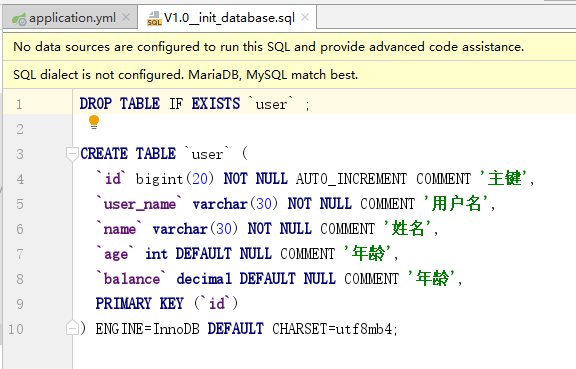 application.yml × V1.0__init_database.sql ×
No data sources are configured to run this SQL and provide advanced code assistance.
SQL dialect is not configured. MariaDB, MySQL match best.
1 DROP TABLE IF EXISTS `user` ;
2
3 CREATE TABLE `user` (
4 `id` bigint(20) NOT NULL AUTO_INCREMENT COMMENT '主键',
5 `user_name` varchar(30) NOT NULL COMMENT '用户名',
6 `name` varchar(30) NOT NULL COMMENT '姓名',
7 `age` int DEFAULT NULL COMMENT '年龄',
8 `balance` decimal DEFAULT NULL COMMENT '年龄',
9 PRIMARY KEY (`id`)
10 ) ENGINE=InnoDB DEFAULT CHARSET=utf8mb4;